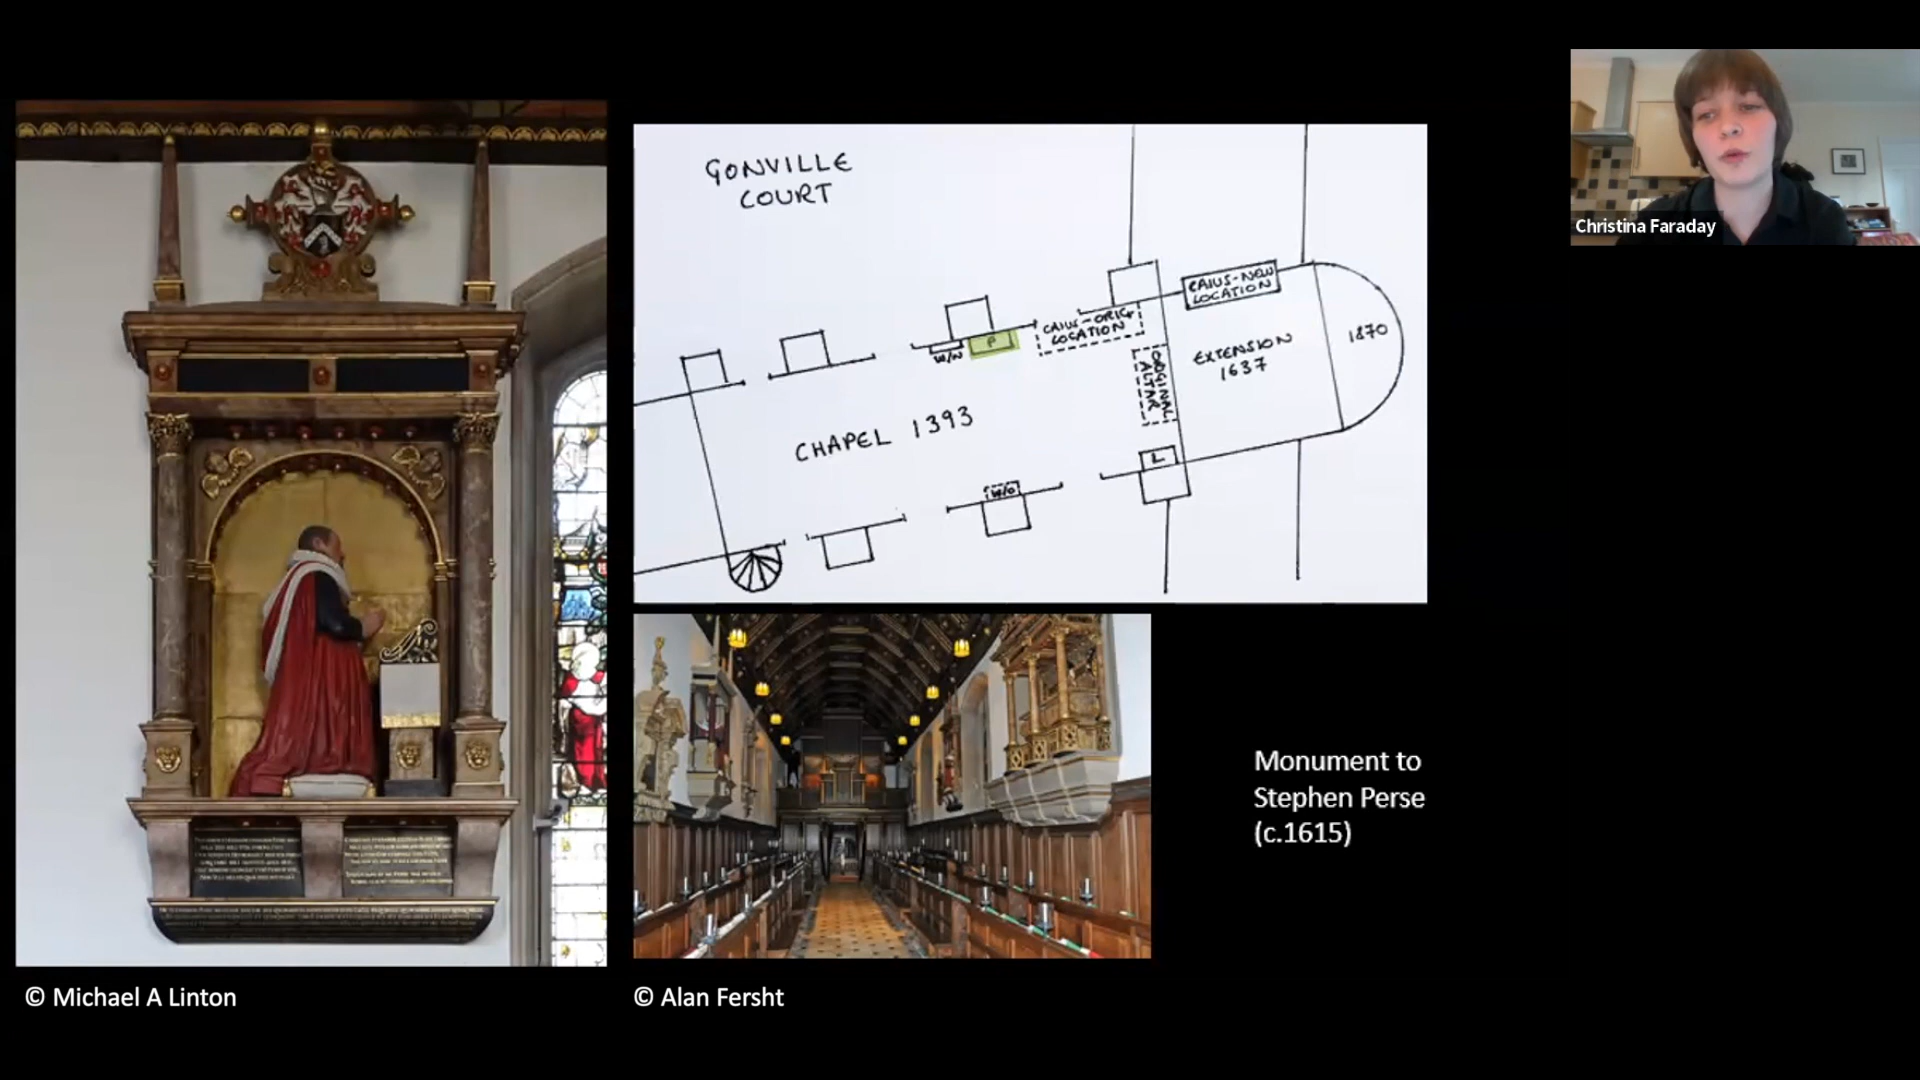 GONVILLE
COURT
CAIUS-NEW
LOCATION
CAIUS-ORIG
LOCATION
W/N
P
ORIGINAL
ALTAR
EXTENSION
1637
1870
CHAPEL 1393
L
W/O
Christina Faraday
Monument to
Stephen Perse
(c.1615)
© Michael A Linton
© Alan Fersht